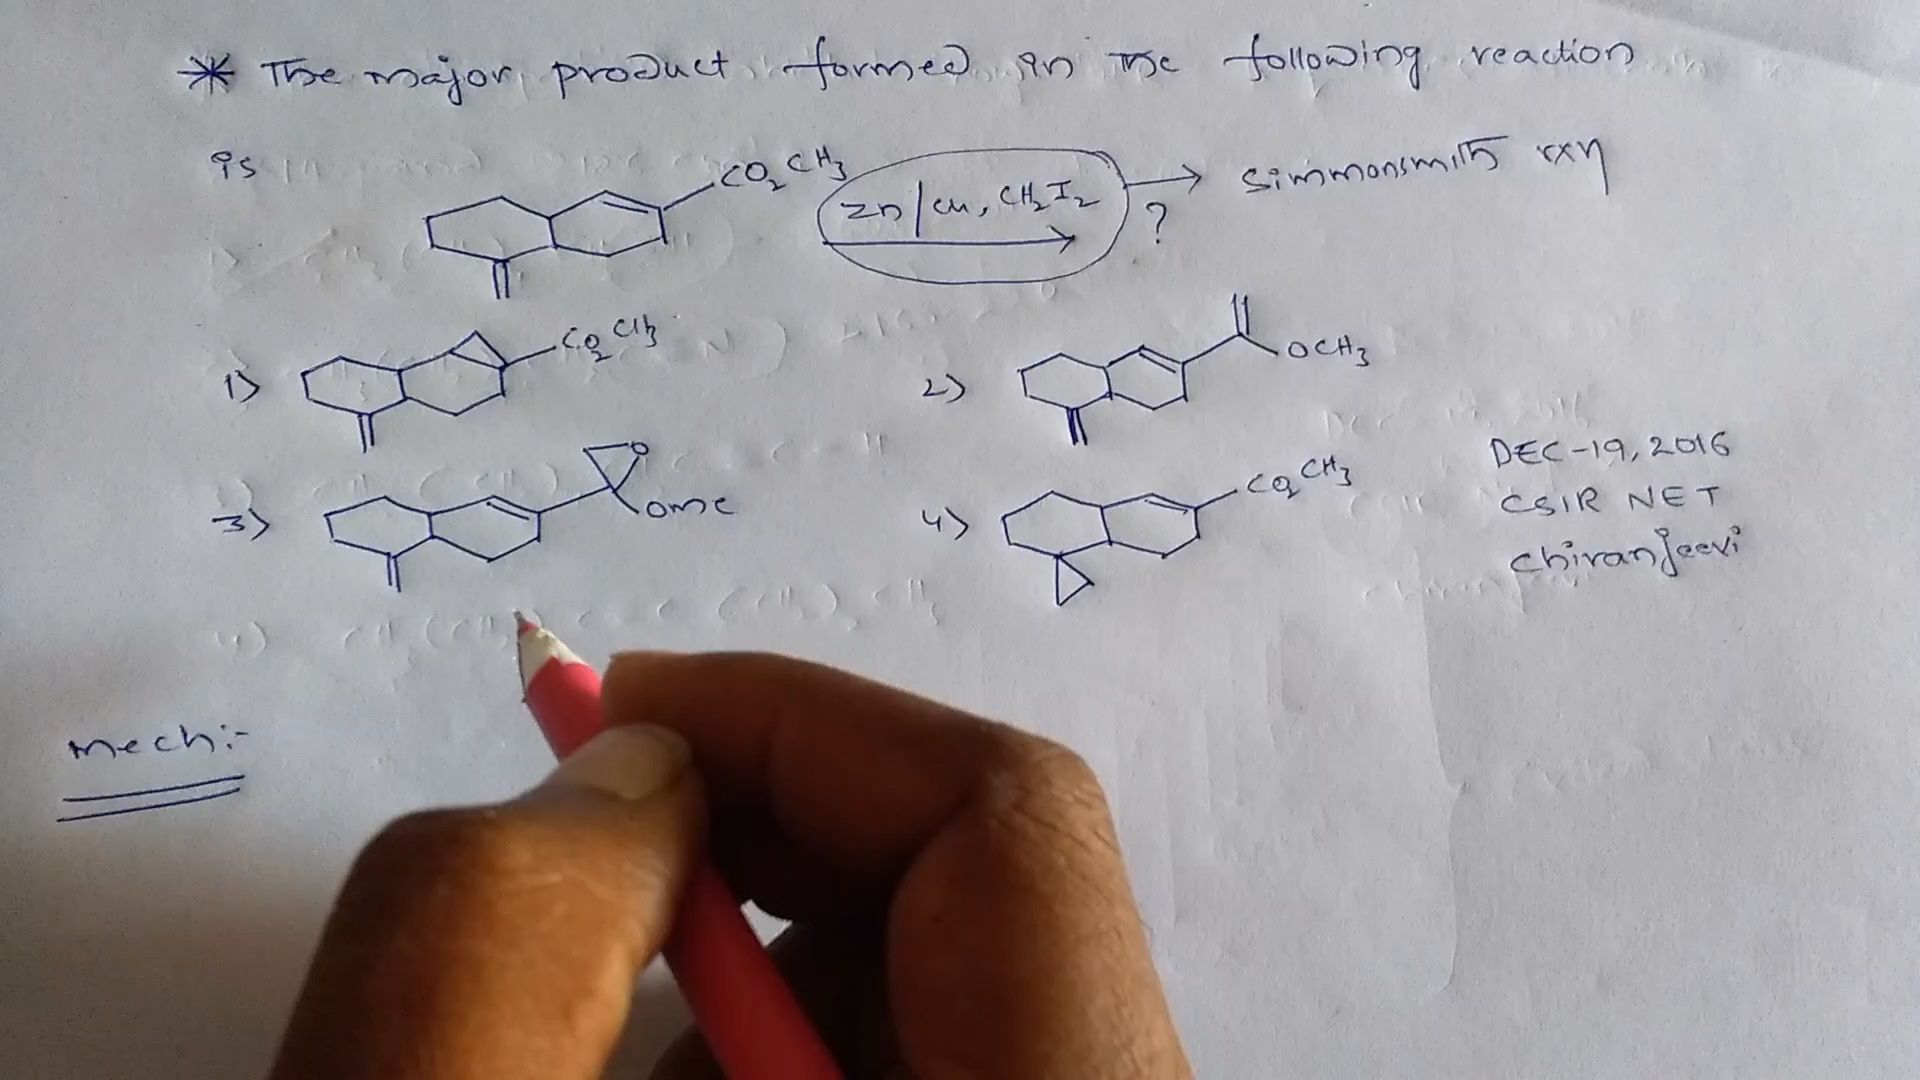 * The major product formed in the following reaction
is
CO2CH3
Zn/Cu, CH2I2
?
Simmonsmith rxn
1)
CO2CH3
2)
OCH3
3)
O
OMe
4)
CO2CH3
DEC-19, 2016
CSIR NET
Chiranjeevi
Mech:-